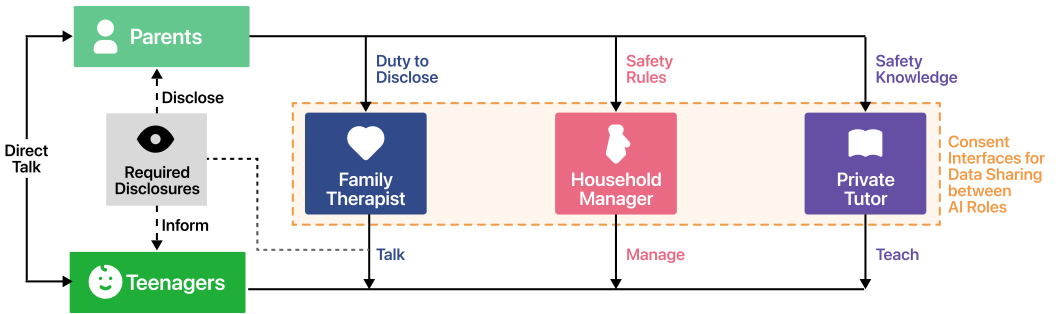 Parents
Duty to
Disclose
Safety
Rules
Safety
Knowledge
Disclose
Direct
Talk
Required
Disclosures
Family
Therapist
Household
Manager
Private
Tutor
Consent
Interfaces for
Data Sharing
between
AI Roles
Inform
Talk
Manage
Teach
Teenagers